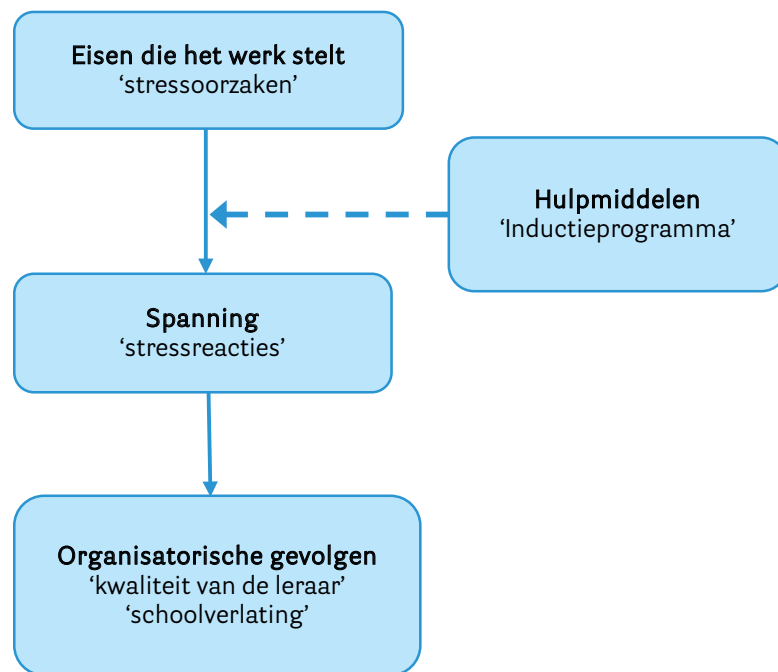 Eisen die het werk stelt
‘stressoorzaken’
Hulpmiddelen
‘Inductieprogramma’
Spanning
‘stressreacties’
Organisatorische gevolgen
‘kwaliteit van de leraar’
‘schoolverlating’